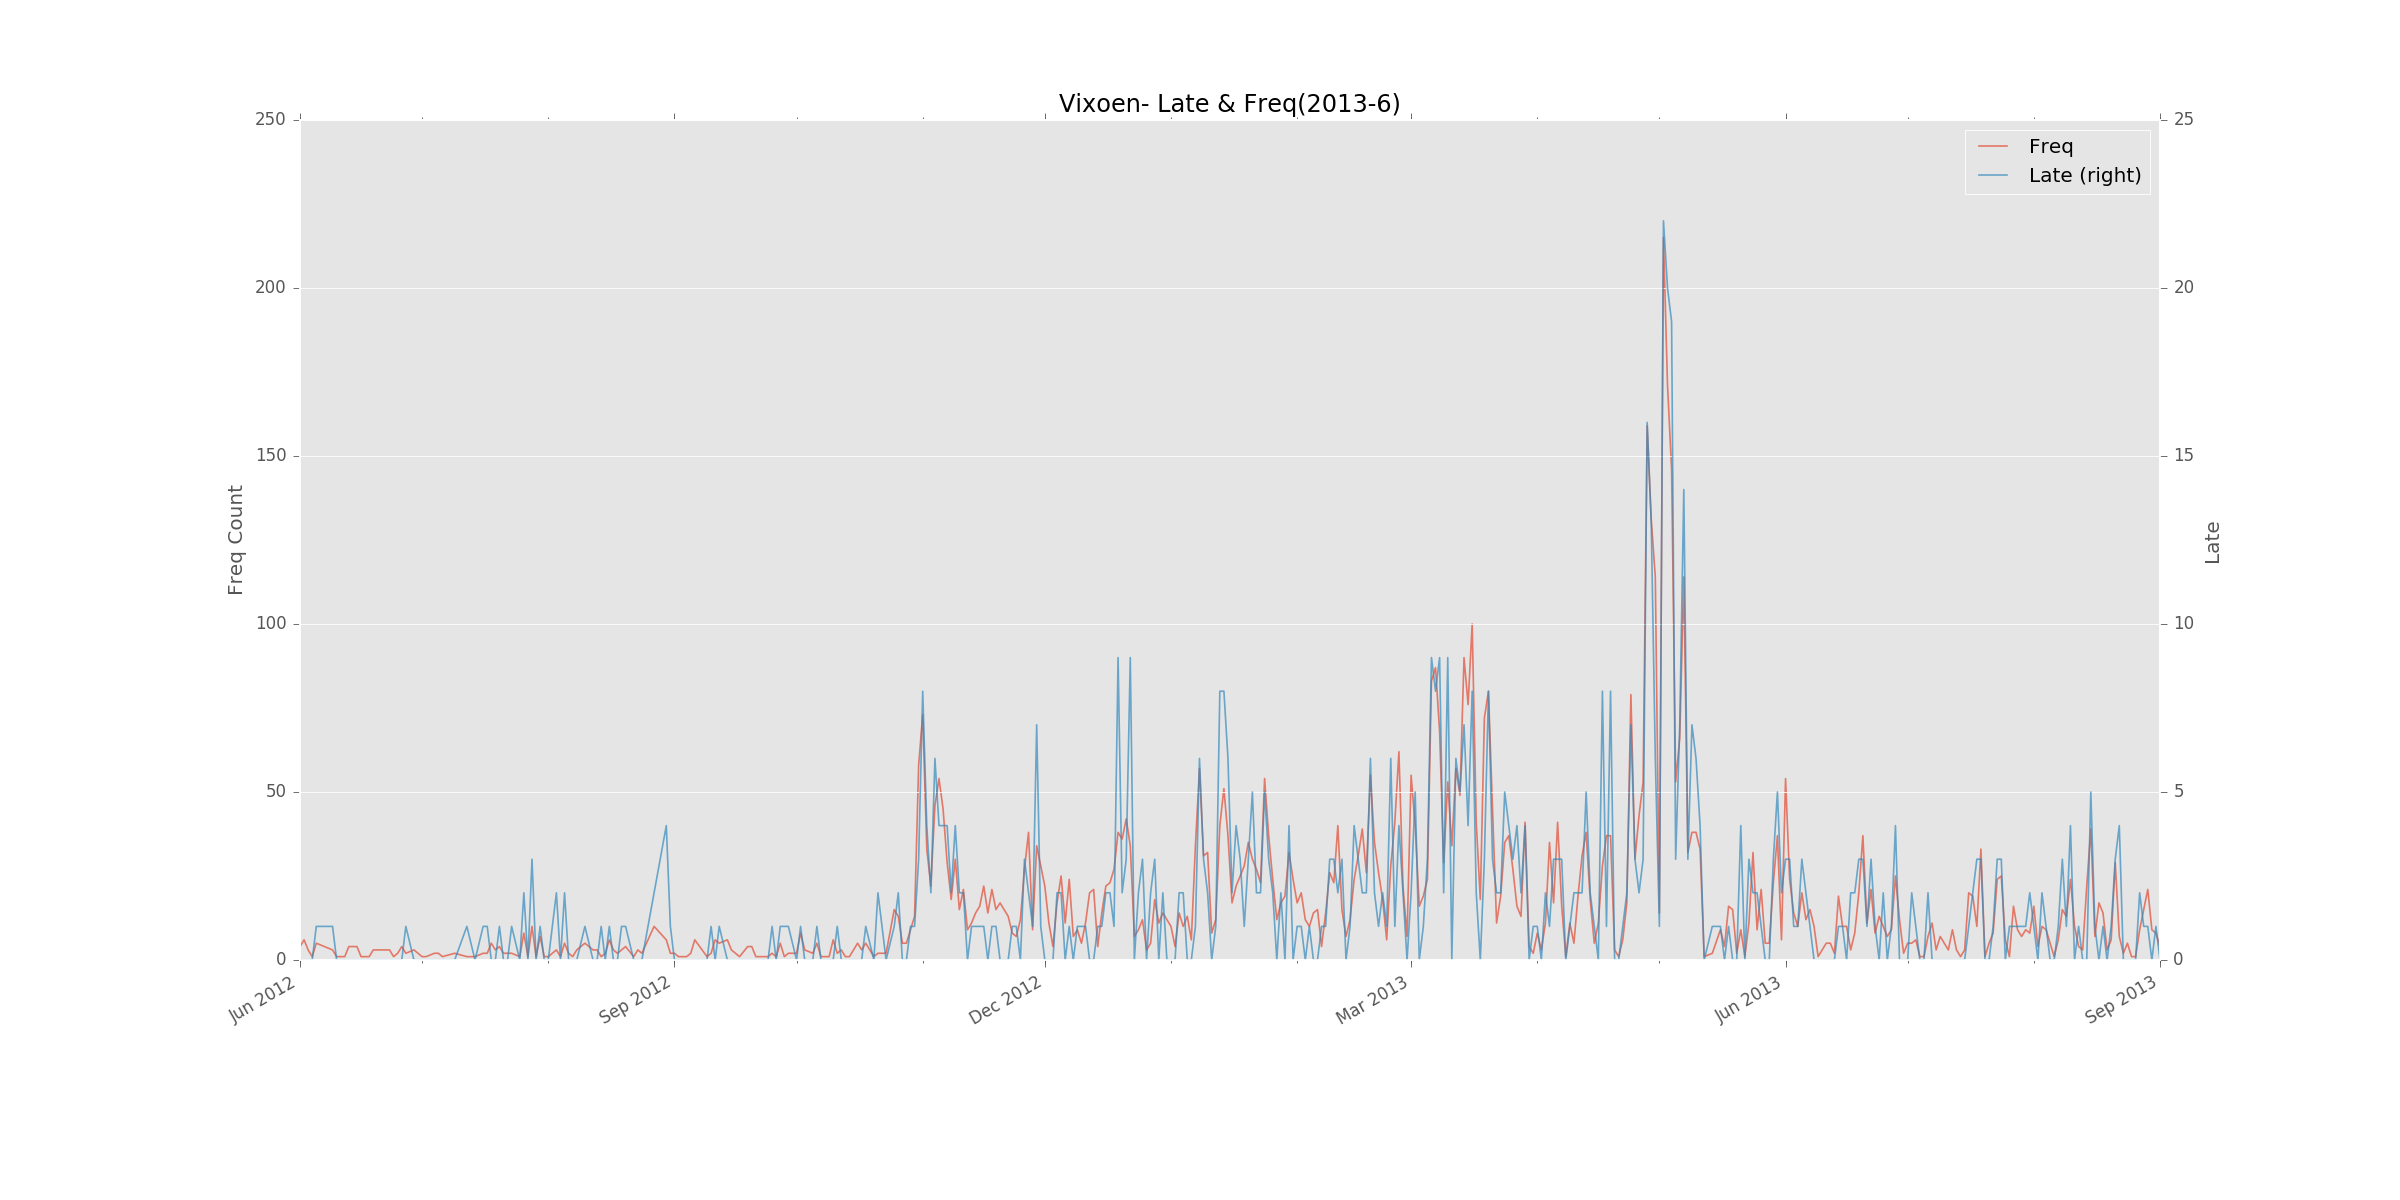 Vixoen- Late & Freq(2013-6)
250
200
150
100
50
0
Freq Count
25
20
15
10
5
0
Late
Freq
Late (right)
Jun 2012
Sep 2012
Dec 2012
Mar 2013
Jun 2013
Sep 2013